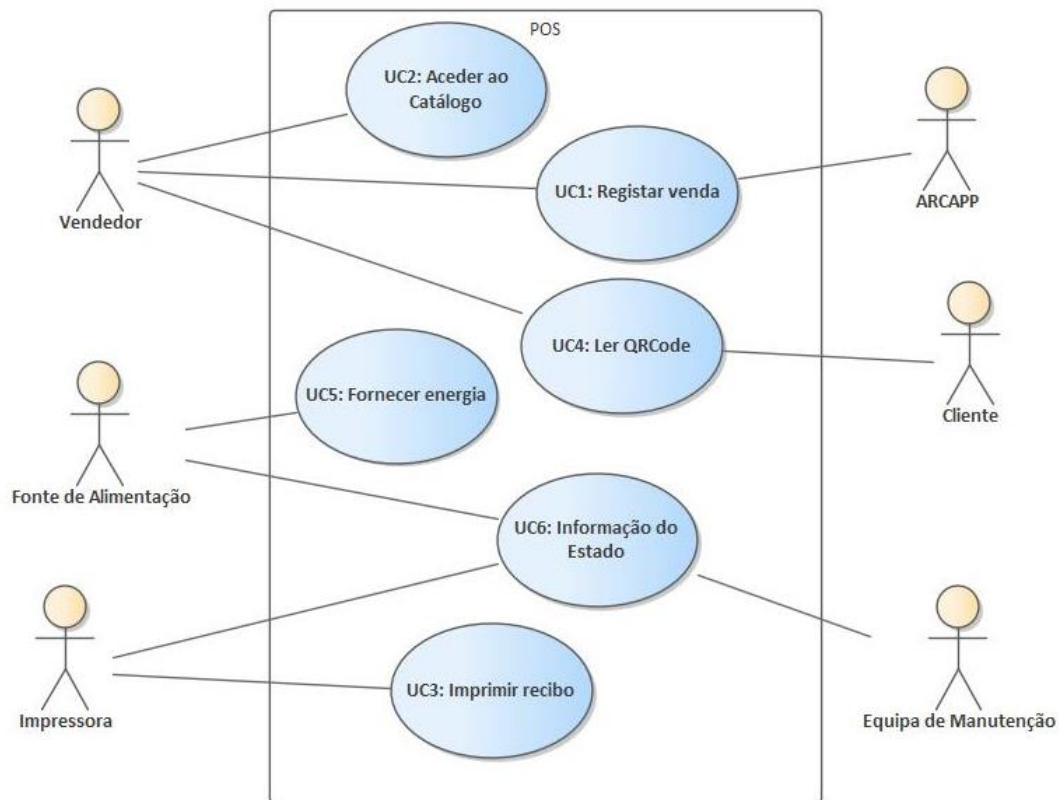 POS
UC2: Aceder ao
Catálogo
Vendedor
UC1: Registar venda
ARCAPP
UC4: Ler QRCode
UC5: Fornecer energia
Cliente
Fonte de Alimentação
UC6: Informação do
Estado
UC3: Imprimir recibo
Impressora
Equipa de Manutenção